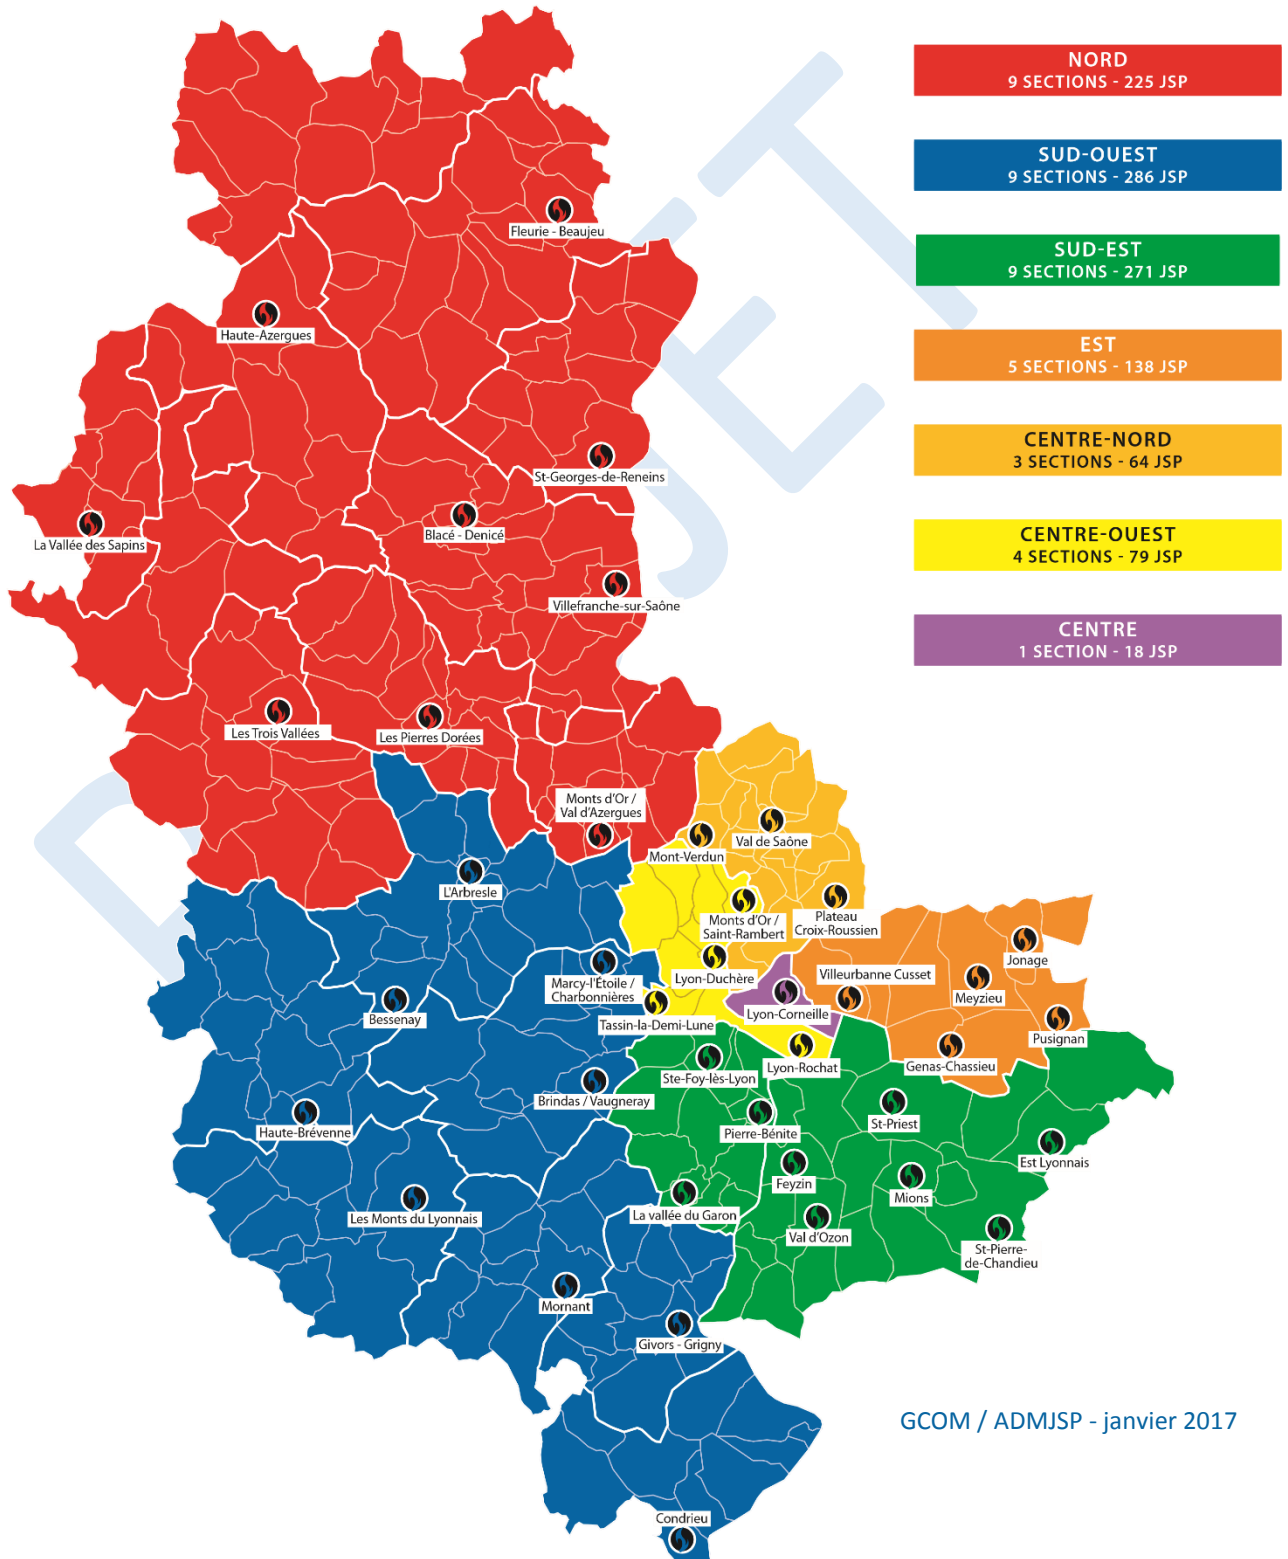 NORD
9 SECTIONS - 225 JSP
SUD-OUEST
9 SECTIONS - 286 JSP
SUD-EST
9 SECTIONS - 271 JSP
EST
5 SECTIONS - 138 JSP
CENTRE-NORD
3 SECTIONS - 64 JSP
CENTRE-OUEST
4 SECTIONS - 79 JSP
CENTRE
1 SECTION - 18 JSP
Fleurie - Beaujeu
Haute-Azergues
St-Georges-de-Reneins
Blacé - Denicé
La Vallée des Sapins
Villefranche-sur-Saône
Les Trois Vallées
Les Pierres Dorées
Monts d'Or /
Val d'Azergues
Mont-Verdun
Val de Saône
L'Arbresle
Monts d'Or /
Saint-Rambert
Plateau
Croix-Roussien
Jonage
Lyon-Duchère
Villeurbanne Cusset
Marcy-l'Étoile /
Charbonnières
Meyzieu
Bessenay
Tassin-la-Demi-Lune
Lyon-Corneille
Pusignan
Lyon-Rochat
Genas-Chassieu
Ste-Foy-lès-Lyon
Brindas / Vaugneray
St-Priest
Haute-Brévenne
Pierre-Bénite
Est Lyonnais
Feyzin
Mions
Les Monts du Lyonnais
La vallée du Garon
Val d'Ozon
St-Pierre-
de-Chandieu
Mornant
Givors - Grigny
GCOM / ADMJSP - janvier 2017
Condrieu